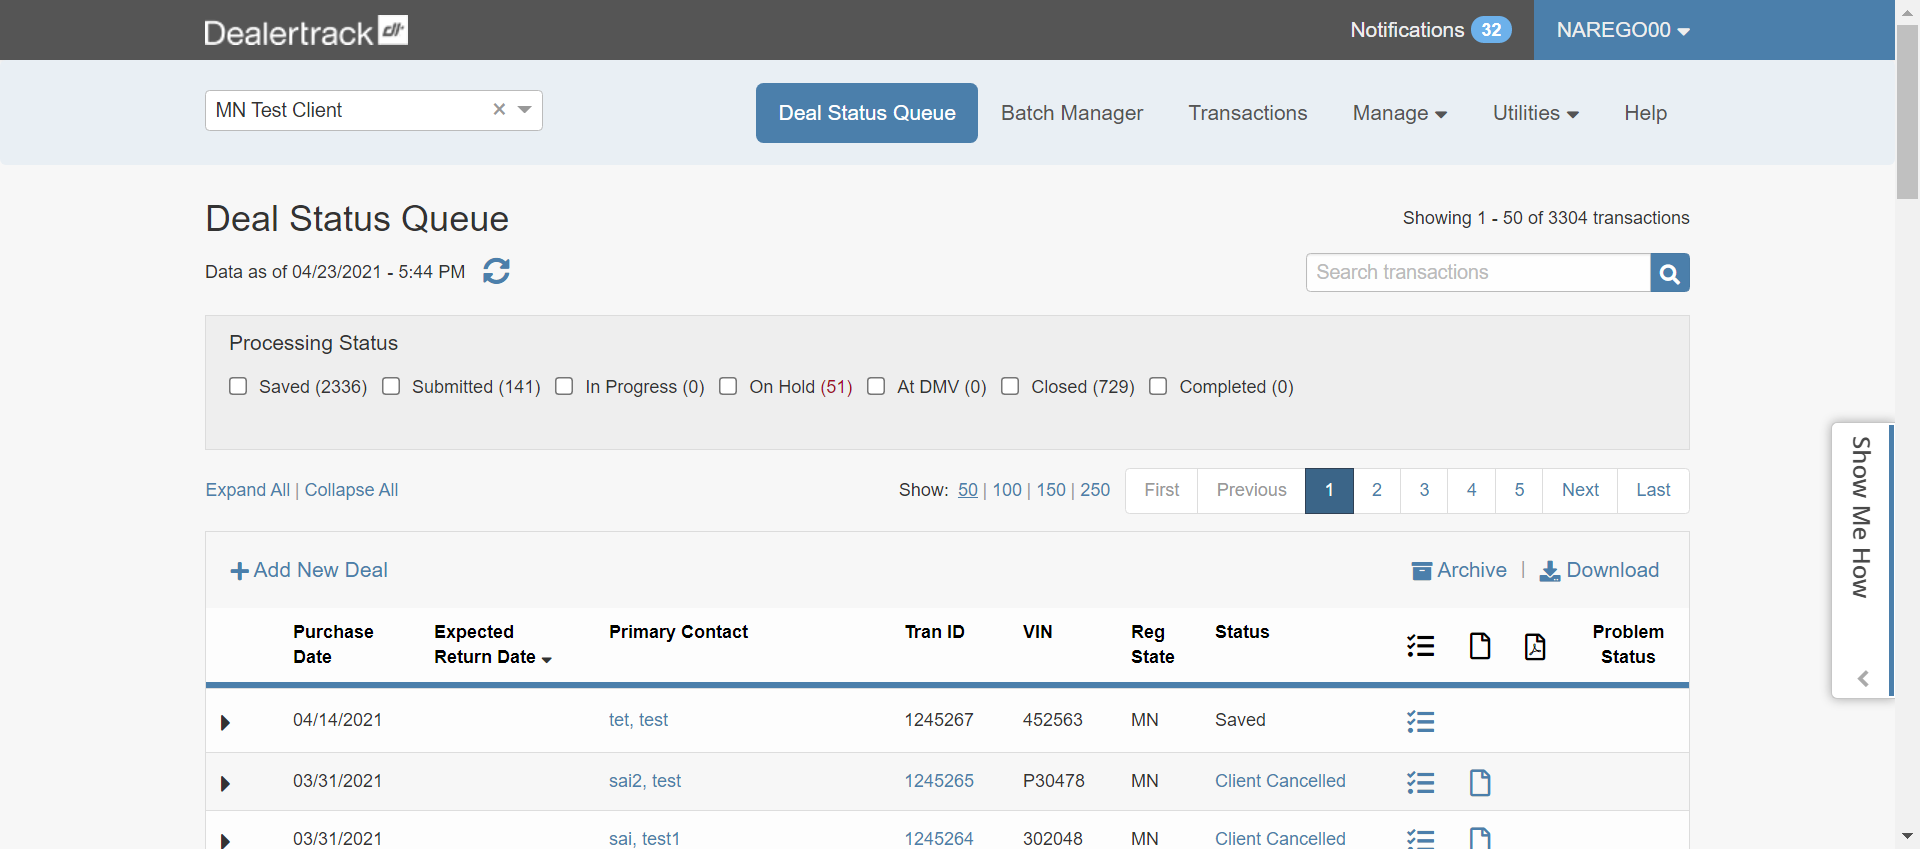 Dealertrack dt
Notifications 32
NAREGO00
MN Test Client
Deal Status Queue
Batch Manager
Transactions
Manage
Utilities
Help
Deal Status Queue
Showing 1 - 50 of 3304 transactions
Data as of 04/23/2021 - 5:44 PM
Search transactions
Processing Status
Saved (2336) Submitted (141) In Progress (0) On Hold (51) At DMV (0) Closed (729) Completed (0)
Expand All | Collapse All
Show: 50 | 100 | 150 | 250
First Previous 1 2 3 4 5 Next Last
Show Me How
Add New Deal
Archive | Download
Purchase Date
Expected Return Date
Primary Contact
Tran ID
VIN
Reg State
Status
Problem Status
04/14/2021 tet, test 1245267 452563 MN Saved
03/31/2021 sai2, test 1245265 P30478 MN Client Cancelled
03/31/2021 sai, test1 1245264 302048 MN Client Cancelled